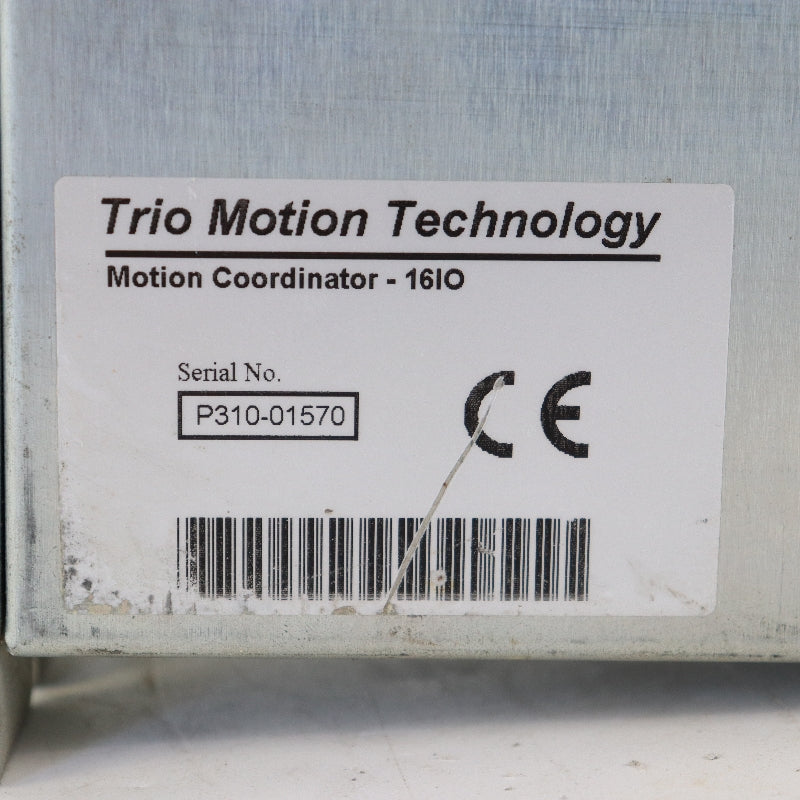 Trio Motion Technology
Motion Coordinator - 16IO
Serial No.
P310-01570
CE